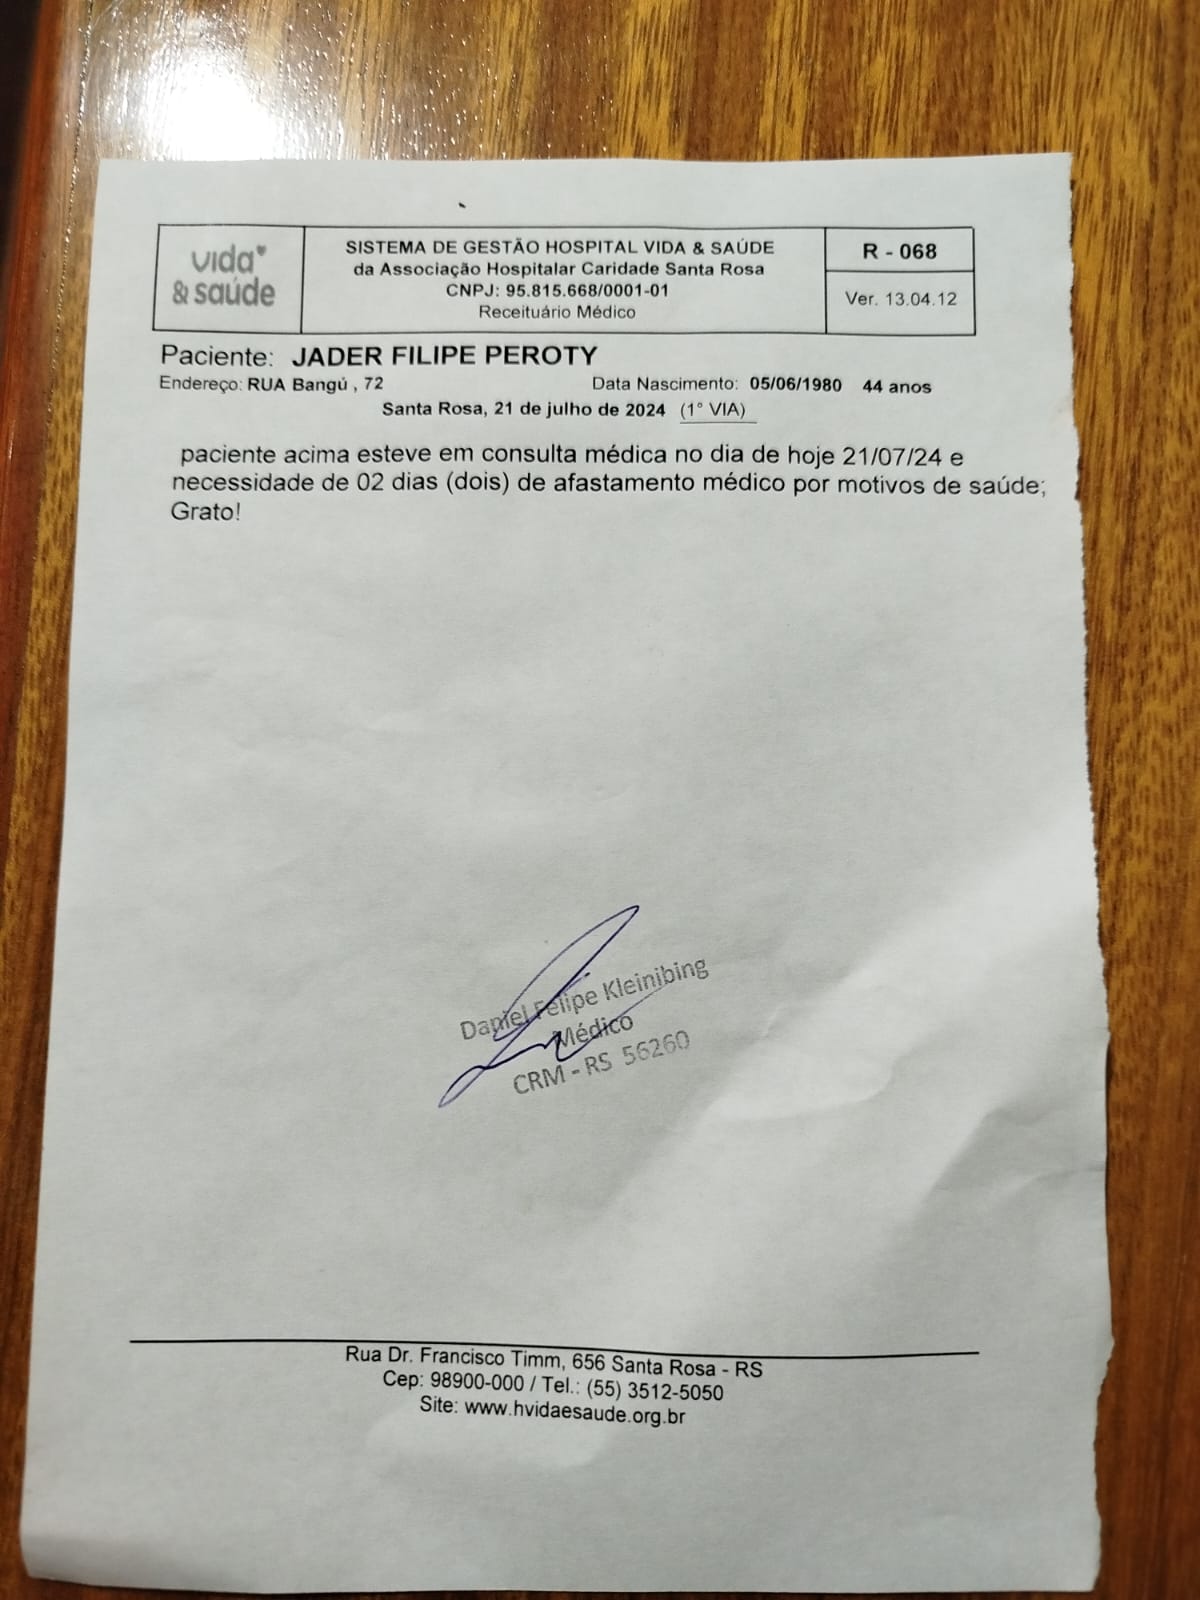 vida
& saúde
SISTEMA DE GESTÃO HOSPITAL VIDA & SAÚDE
da Associação Hospitalar Caridade Santa Rosa
CNPJ: 95.815.668/0001-01
Receituário Médico
R - 068
Ver. 13.04.12
Paciente: JADER FILIPE PEROTY
Endereço: RUA Bangú , 72 Data Nascimento: 05/06/1980 44 anos
Santa Rosa, 21 de julho de 2024 (1° VIA)
paciente acima esteve em consulta médica no dia de hoje 21/07/24 e
necessidade de 02 dias (dois) de afastamento médico por motivos de saúde;
Grato!
Daniel Felipe Kleinibing
Médico
CRM - RS 56260
Rua Dr. Francisco Timm, 656 Santa Rosa - RS
Cep: 98900-000 / Tel.: (55) 3512-5050
Site: www.hvidaesaude.org.br